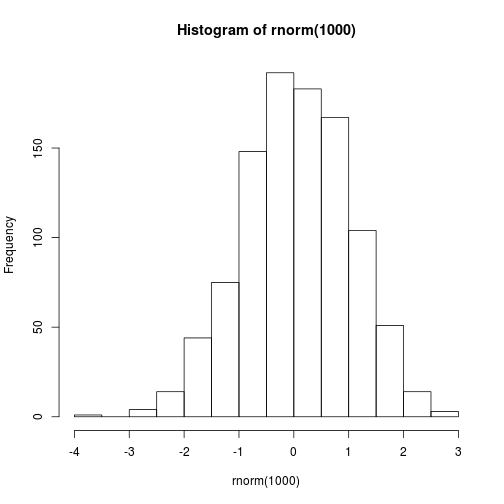 Histogram of rnorm(1000)
Frequency
150
100
50
0
-4 -3 -2 -1 0 1 2 3
rnorm(1000)